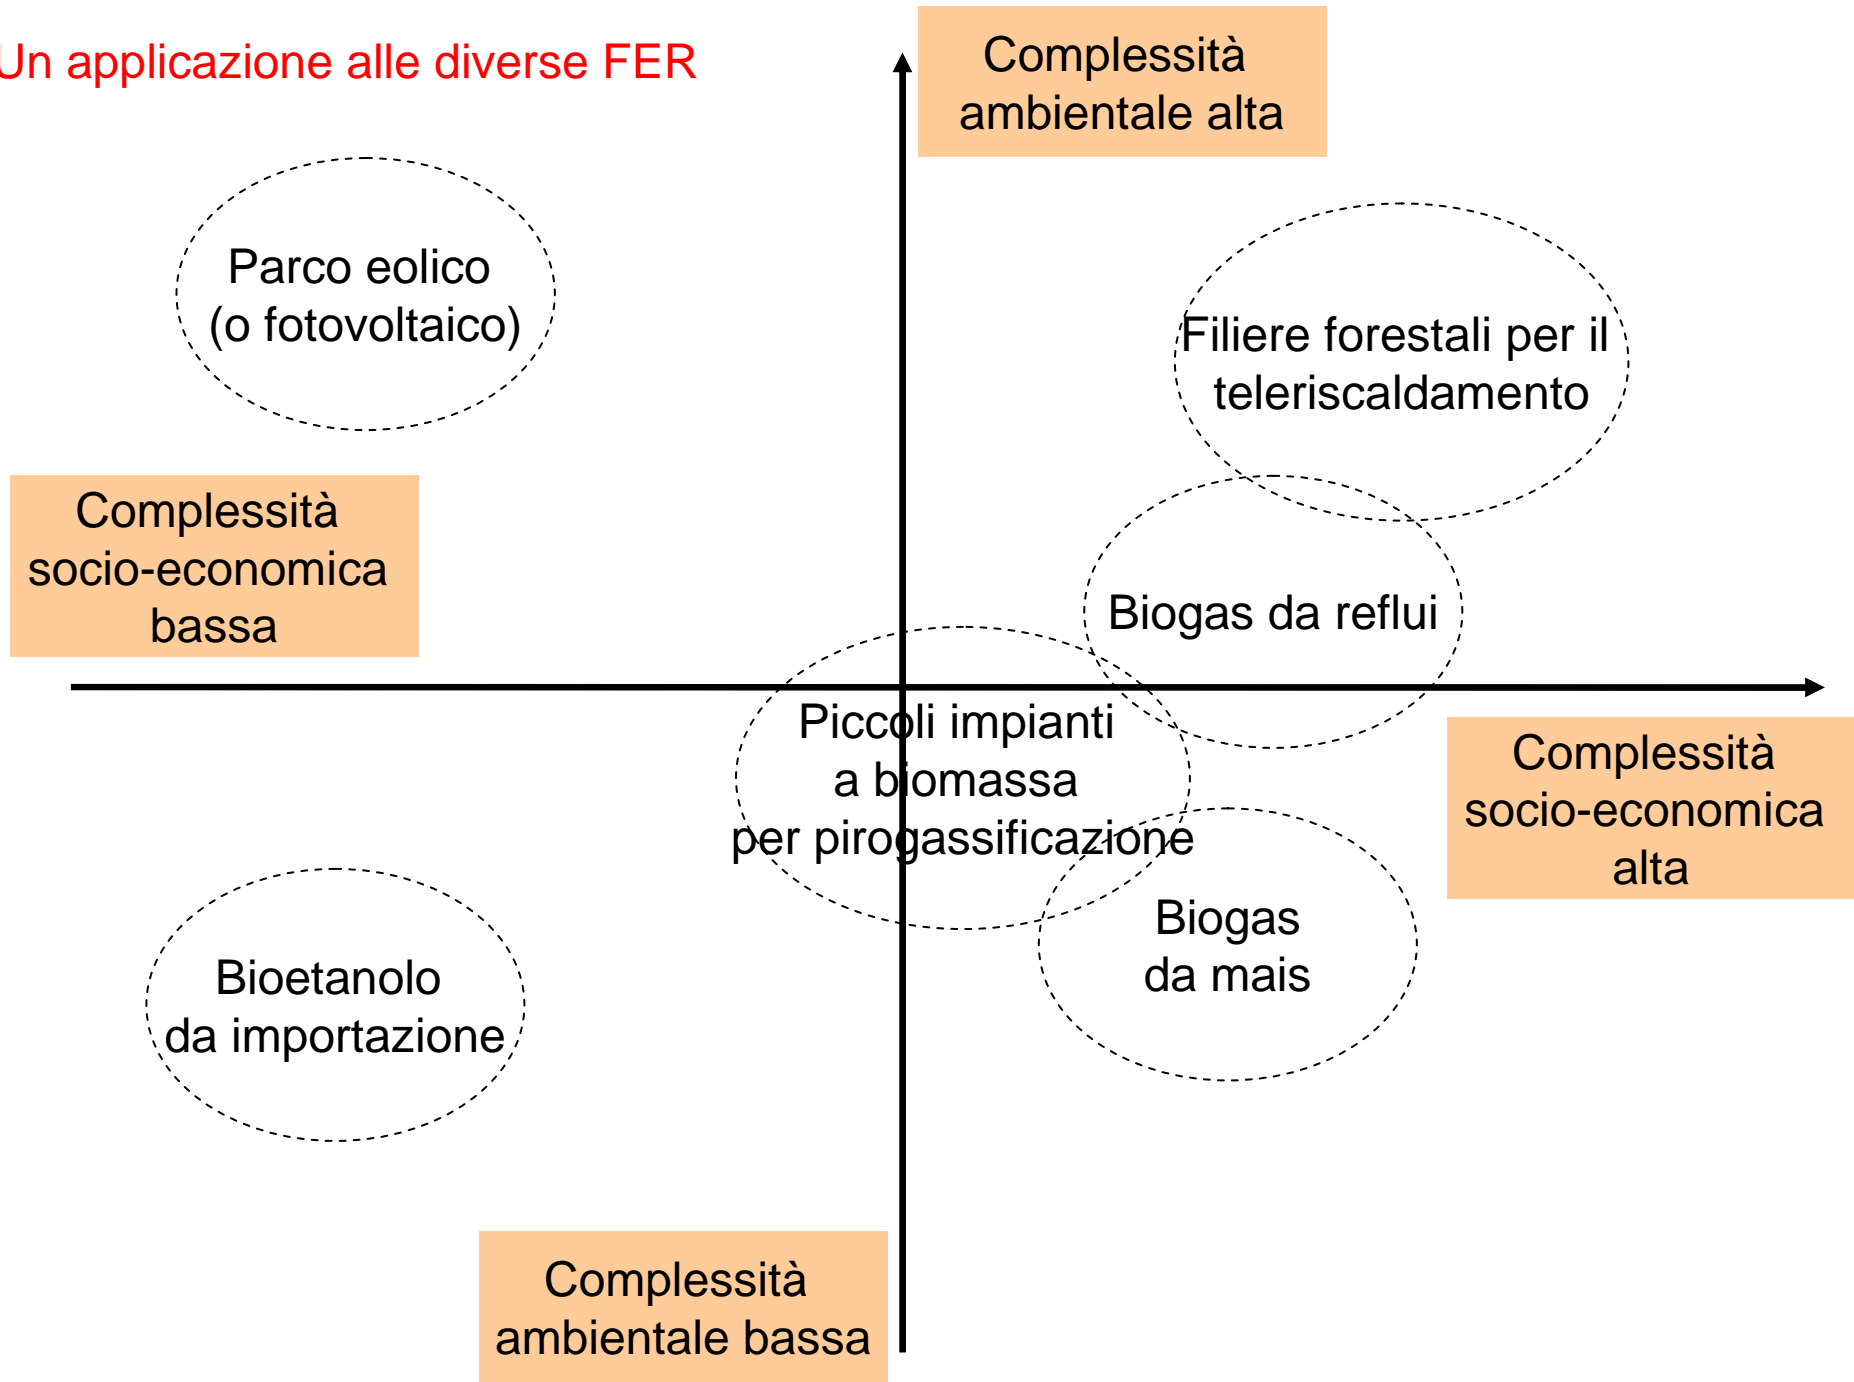 Un applicazione alle diverse FER
Complessità
ambientale alta
Parco eolico
(o fotovoltaico)
Filiere forestali per il
teleriscaldamento
Complessità
socio-economica
bassa
Biogas da reflui
Piccoli impianti
a biomassa
per pirogassificazione
Complessità
socio-economica
alta
Biogas
da mais
Bioetanolo
da importazione
Complessità
ambientale bassa